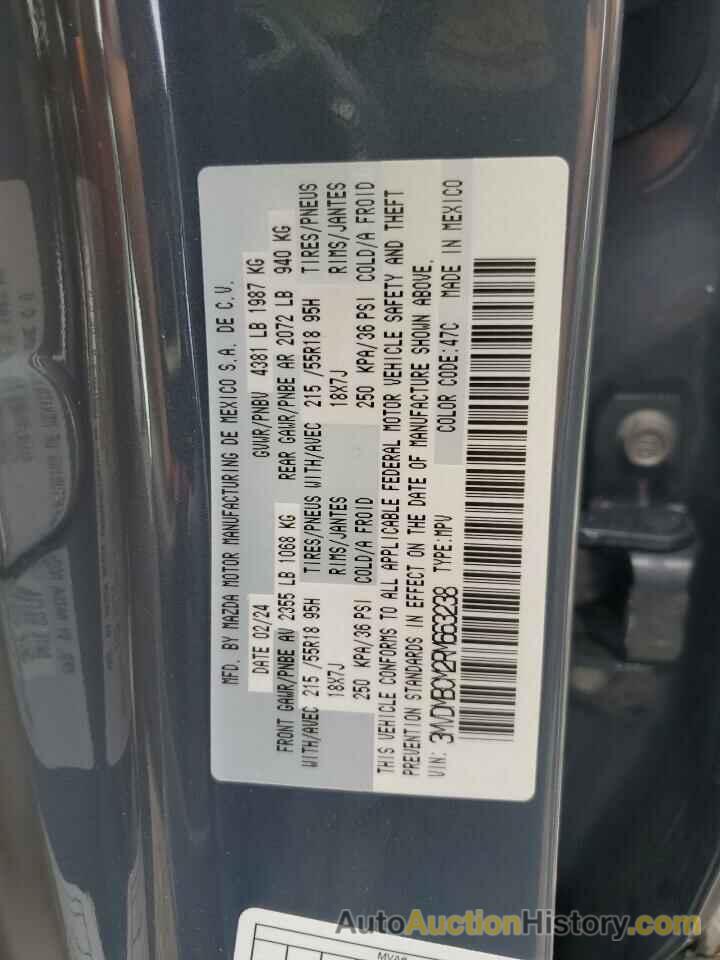 MFD. BY MAZDA MOTOR MANUFACTURING DE MEXICO S.A. DE C.V.
DATE 02/24 GVWR/PNBV 4381 LB 1987 KG
FRONT GAWR/PNBE AV 2355 LB 1068 KG REAR GAWR/PNBE AR 2072 LB 940 KG
WITH/AVEC 215 /55R18 95H TIRES/PNEUS WITH/AVEC 215 /55R18 95H TIRES/PNEUS
18X7J RIMS/JANTES 18X7J RIMS/JANTES
250 KPA/36 PSI COLD/A FROID 250 KPA/36 PSI COLD/A FROID
THIS VEHICLE CONFORMS TO ALL APPLICABLE FEDERAL MOTOR VEHICLE SAFETY AND THEFT
PREVENTION STANDARDS IN EFFECT ON THE DATE OF MANUFACTURE SHOWN ABOVE.
VIN: 3MVDMBCM2RM663238 TYPE:MPV COLOR CODE:47C MADE IN MEXICO
AutoAuctionHistory.com